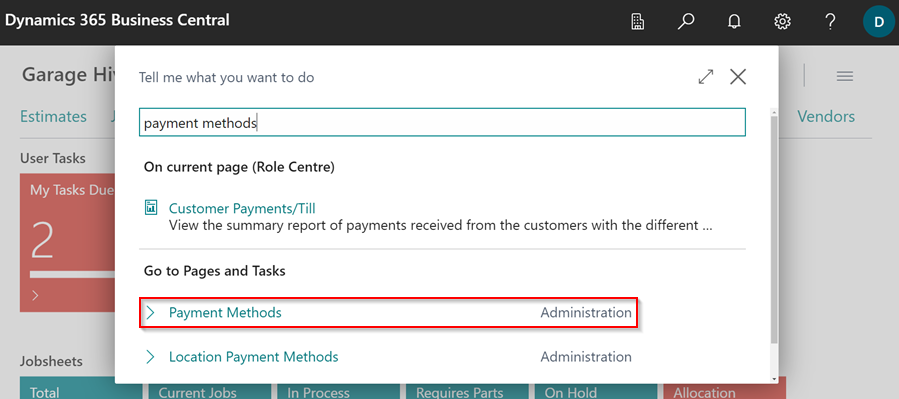 Dynamics 365 Business Central
D
Garage Hi
Tell me what you want to do
payment methods
Estimates
Vendors
User Tasks
On current page (Role Centre)
My Tasks Due
Customer Payments/Till
View the summary report of payments received from the customers with the different ...
2
Go to Pages and Tasks
Payment Methods Administration
Location Payment Methods Administration
Jobsheets
Total Current Jobs In Process Requires Parts On Hold Allocation